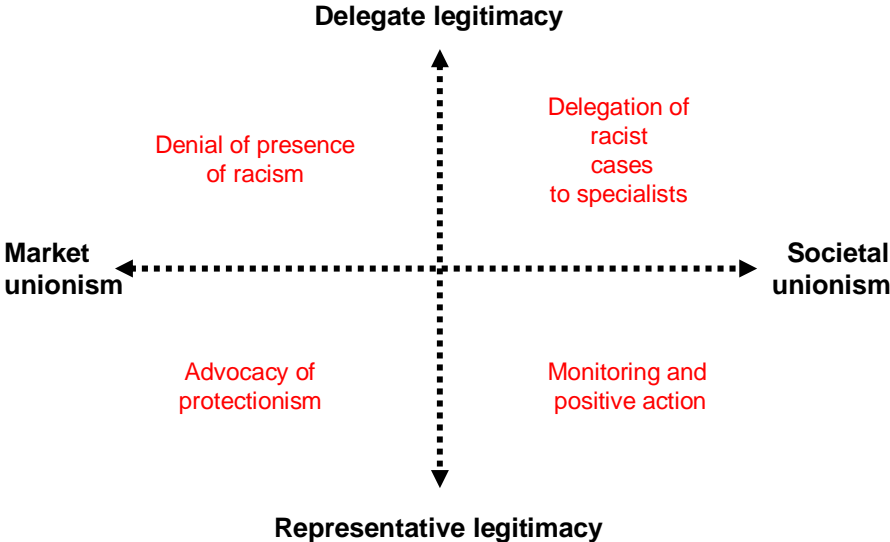 Delegate legitimacy
Denial of presence
of racism
Delegation of
racist
cases
to specialists
Market
unionism
Societal
unionism
Advocacy of
protectionism
Monitoring and
positive action
Representative legitimacy